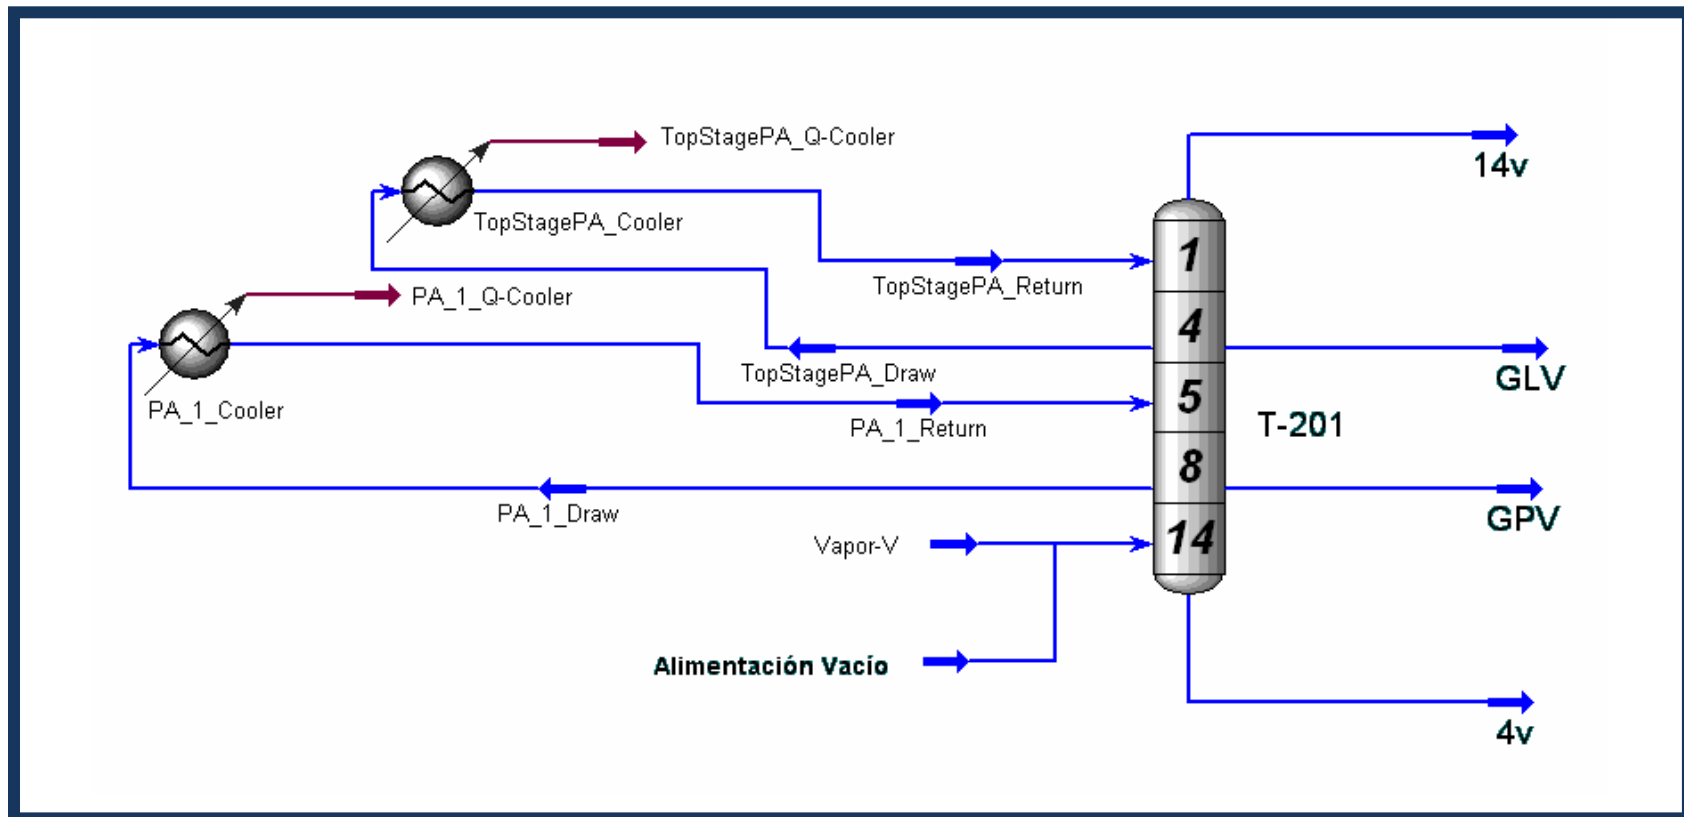 TopStagePA_Q-Cooler
14v
TopStagePA_Cooler
1
TopStagePA_Return
PA_1_Q-Cooler
4
TopStagePA_Draw
GLV
PA_1_Cooler
5
PA_1_Return
T-201
8
PA_1_Draw
GPV
Vapor-V
14
Alimentación Vacío
4v